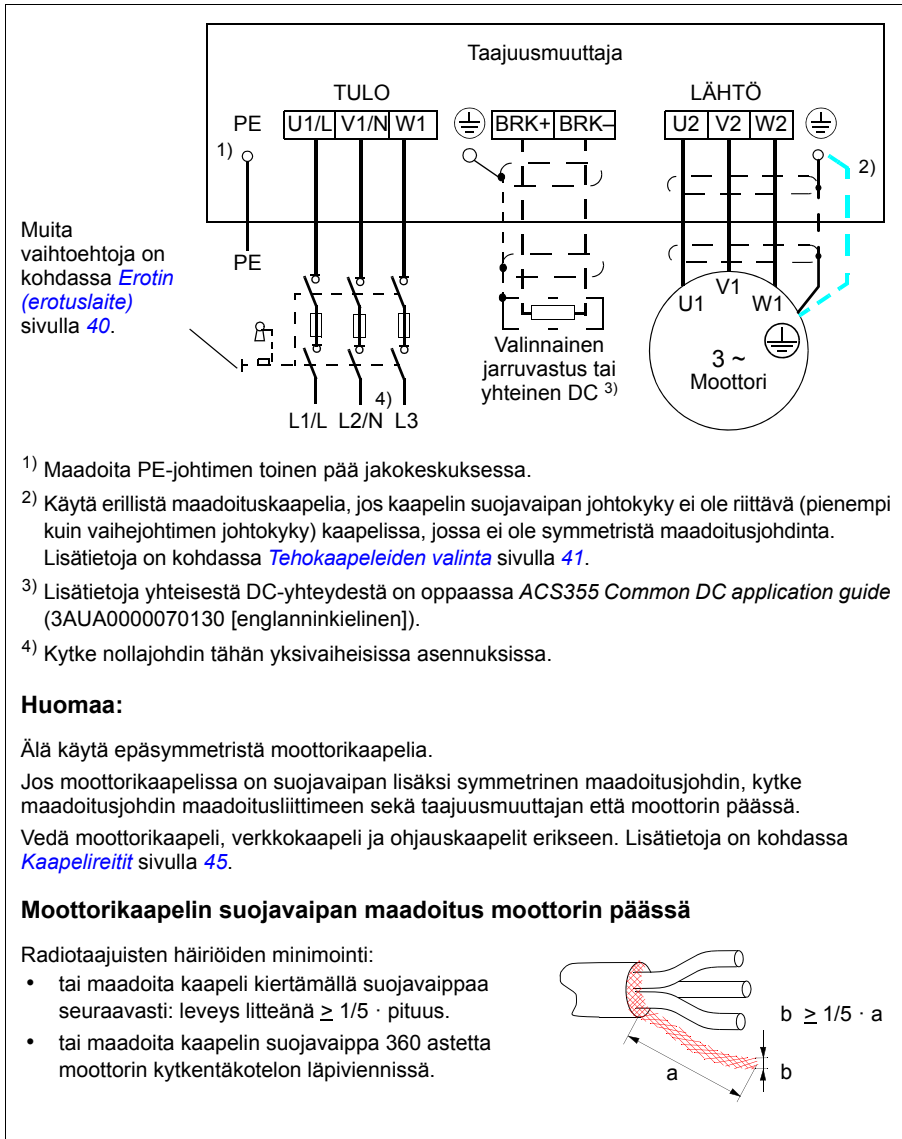 Taajuusmuuttaja
TULO
LÄHTÖ
PE
U1/L V1/N W1
BRK+ BRK–
U2 V2 W2
1)
2)
Muita
vaihtoehtoja on
kohdassa Erotin
(erotuslaite)
sivulla 40.
PE
U1 V1 W1
3 ~
Moottori
Valinnainen
jarruvastus tai
yhteinen DC 3)
4)
L1/L L2/N L3
1) Maadoita PE-johtimen toinen pää jakokeskuksessa.
2) Käytä erillistä maadoituskaapelia, jos kaapelin suojavaipan johtokyky ei ole riittävä (pienempi
kuin vaihejohtimen johtokyky) kaapelissa, jossa ei ole symmetristä maadoitusjohdinta.
Lisätietoja on kohdassa Tehokaapeleiden valinta sivulla 41.
3) Lisätietoja yhteisestä DC-yhteydestä on oppaassa ACS355 Common DC application guide
(3AUA0000070130 [englanninkielinen]).
4) Kytke nollajohdin tähän yksivaiheisissa asennuksissa.
Huomaa:
Älä käytä epäsymmetristä moottorikaapelia.
Jos moottorikaapelissa on suojavaipan lisäksi symmetrinen maadoitusjohdin, kytke
maadoitusjohdin maadoitusliittimeen sekä taajuusmuuttajan että moottorin päässä.
Vedä moottorikaapeli, verkkokaapeli ja ohjauskaapelit erikseen. Lisätietoja on kohdassa
Kaapelireitit sivulla 45.
Moottorikaapelin suojavaipan maadoitus moottorin päässä
Radiotaajuisten häiriöiden minimointi:
• tai maadoita kaapeli kiertämällä suojavaippaa
seuraavasti: leveys litteänä ≥ 1/5 · pituus.
• tai maadoita kaapelin suojavaippa 360 astetta
moottorin kytkentäkotelon läpiviennissä.
b ≥ 1/5 · a
a
b